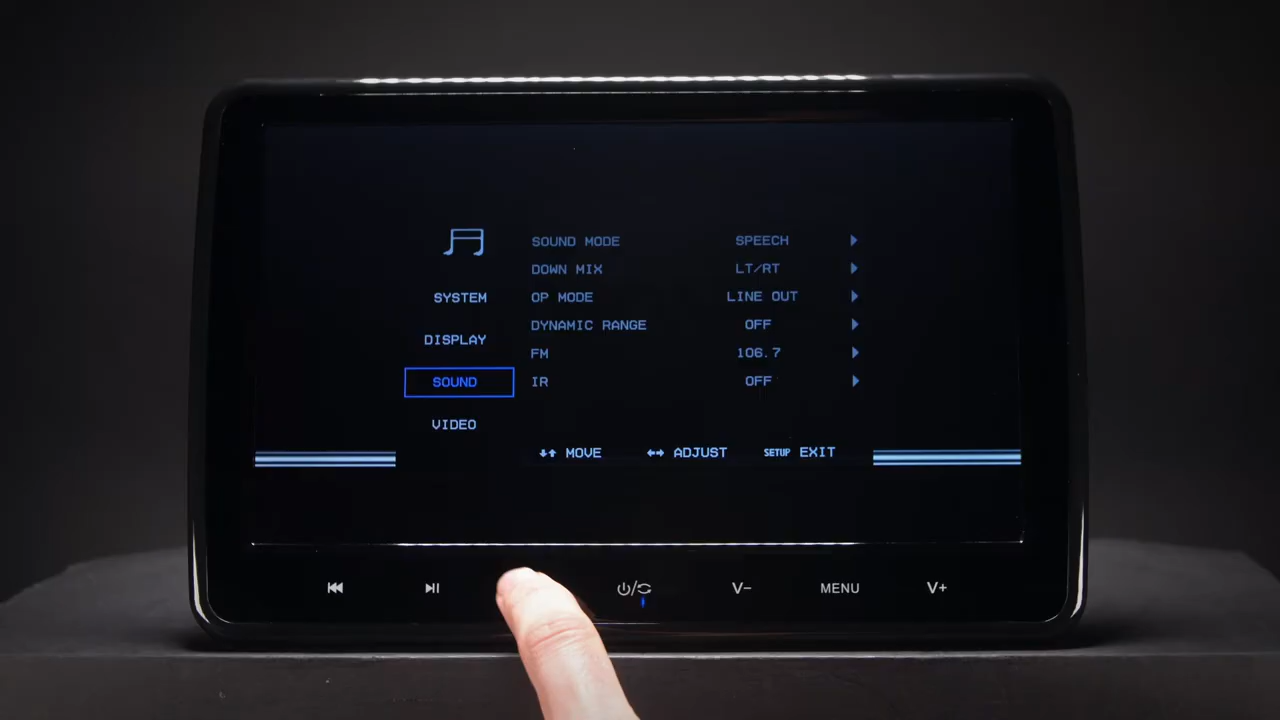 SOUND MODE SPEECH
DOWN MIX LT/RT
SYSTEM OP MODE LINE OUT
DYNAMIC RANGE OFF
DISPLAY
FM 106.7
SOUND IR OFF
VIDEO
MOVE ADJUST SETUP EXIT
V- MENU V+